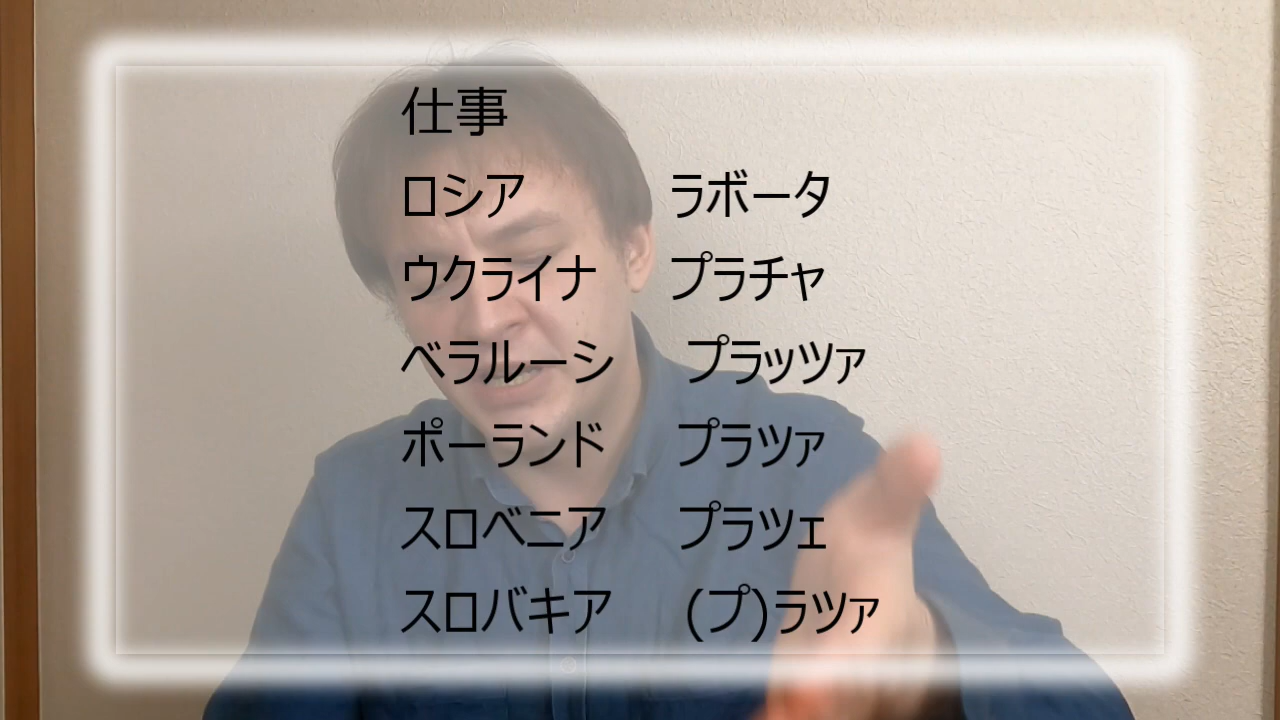 仕事
ロシア ラボータ
ウクライナ プラチャ
ベラルーシ プラッツァ
ポーランド プラツァ
スロベニア プラツェ
スロバキア (プ)ラツァ